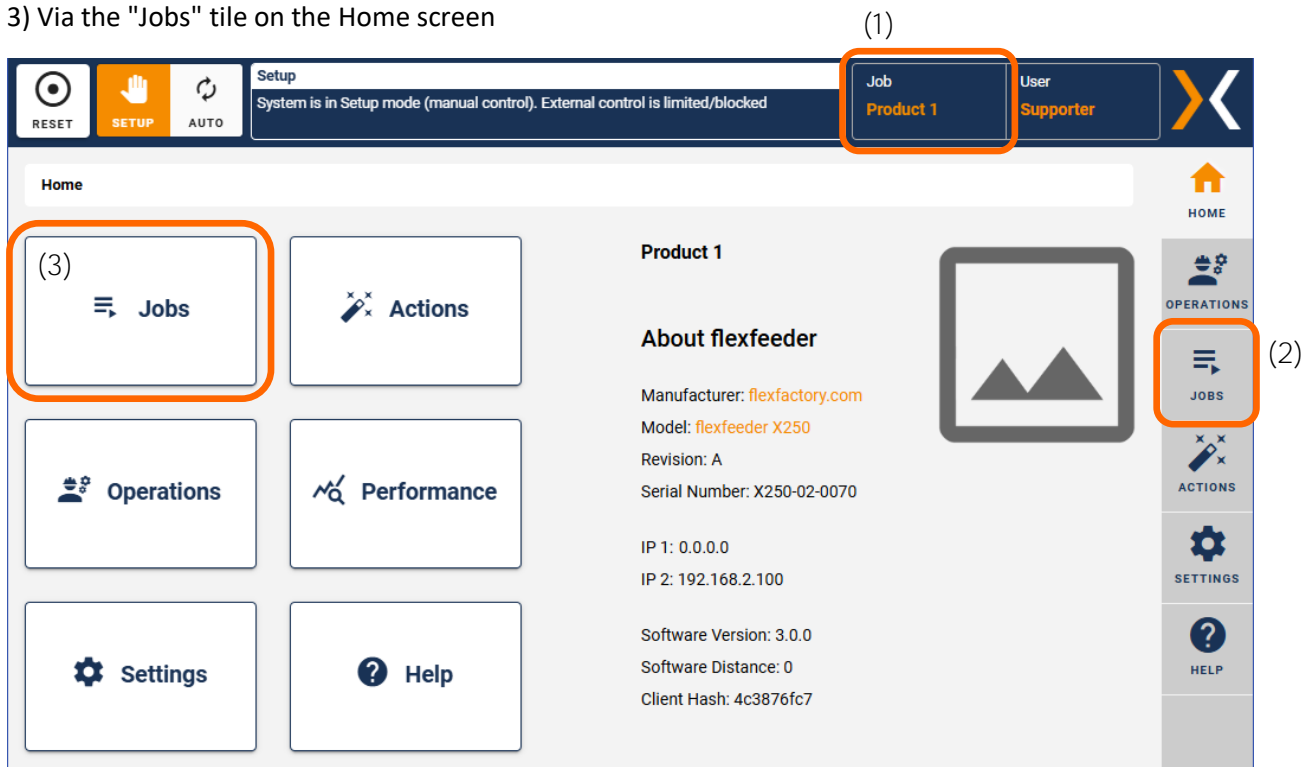 3) Via the "Jobs" tile on the Home screen
(1)
RESET
SETUP
AUTO
Setup
System is in Setup mode (manual control). External control is limited/blocked
Job
Product 1
User
Supporter
Home
HOME
(3)
Jobs
Actions
Operations
Performance
Settings
Help
Product 1
About flexfeeder
Manufacturer: flexfactory.com
Model: flexfeeder X250
Revision: A
Serial Number: X250-02-0070
IP 1: 0.0.0.0
IP 2: 192.168.2.100
Software Version: 3.0.0
Software Distance: 0
Client Hash: 4c3876fc7
OPERATIONS
(2)
JOBS
ACTIONS
SETTINGS
HELP